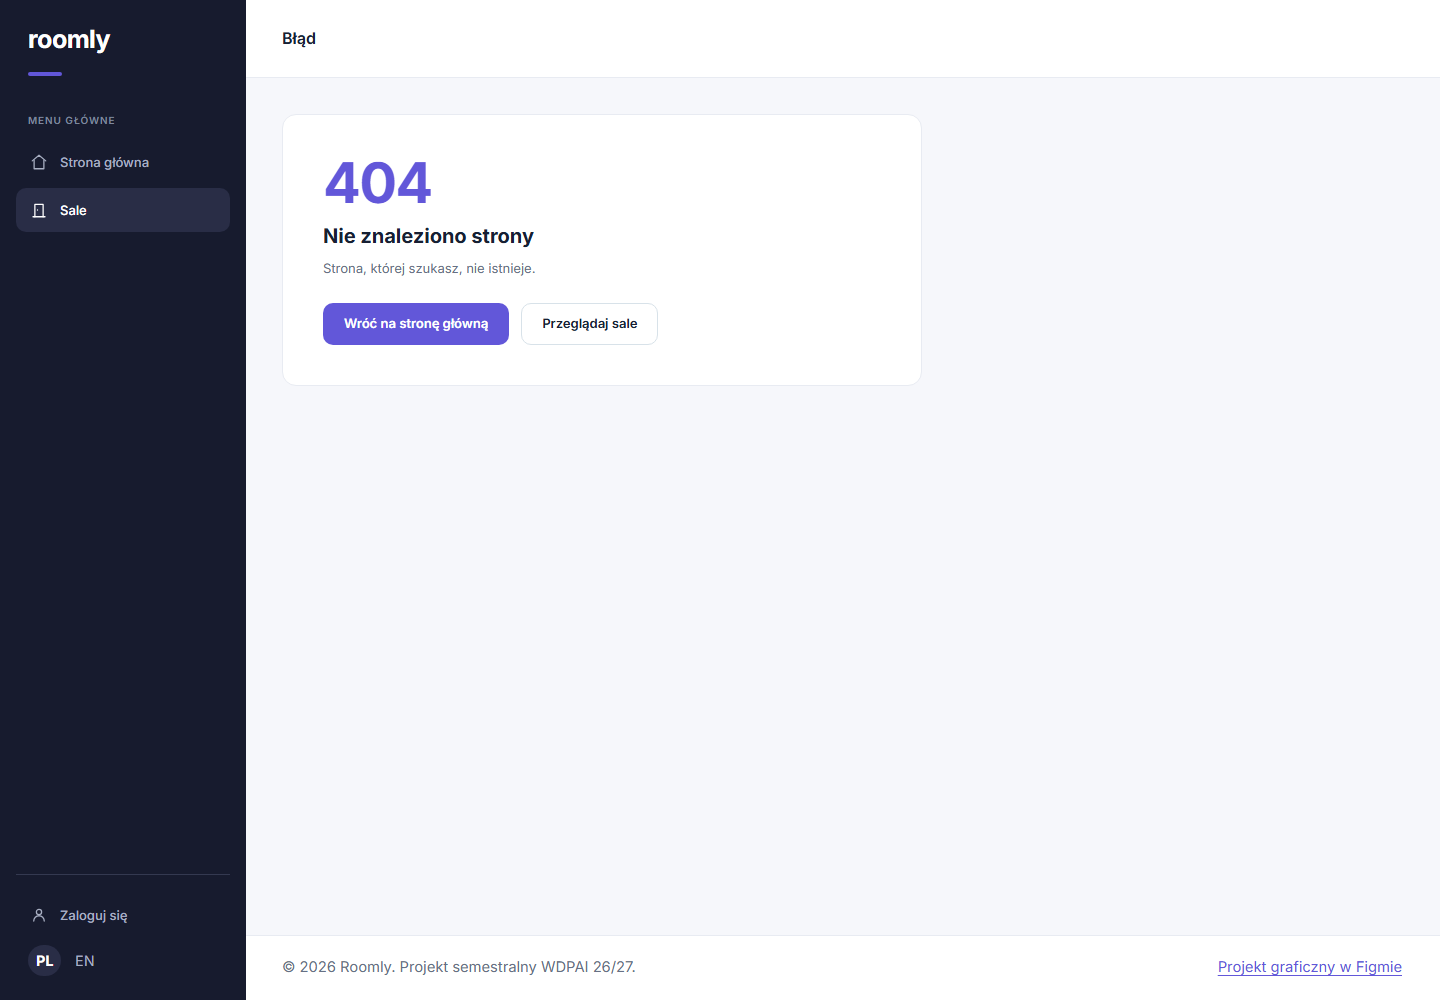 roomly
MENU GŁÓWNE
Strona główna
Sale
Zaloguj się
PL EN
Błąd
404
Nie znaleziono strony
Strona, której szukasz, nie istnieje.
Wróć na stronę główną Przeglądaj sale
© 2026 Roomly. Projekt semestralny WDPAI 26/27. Projekt graficzny w Figmie